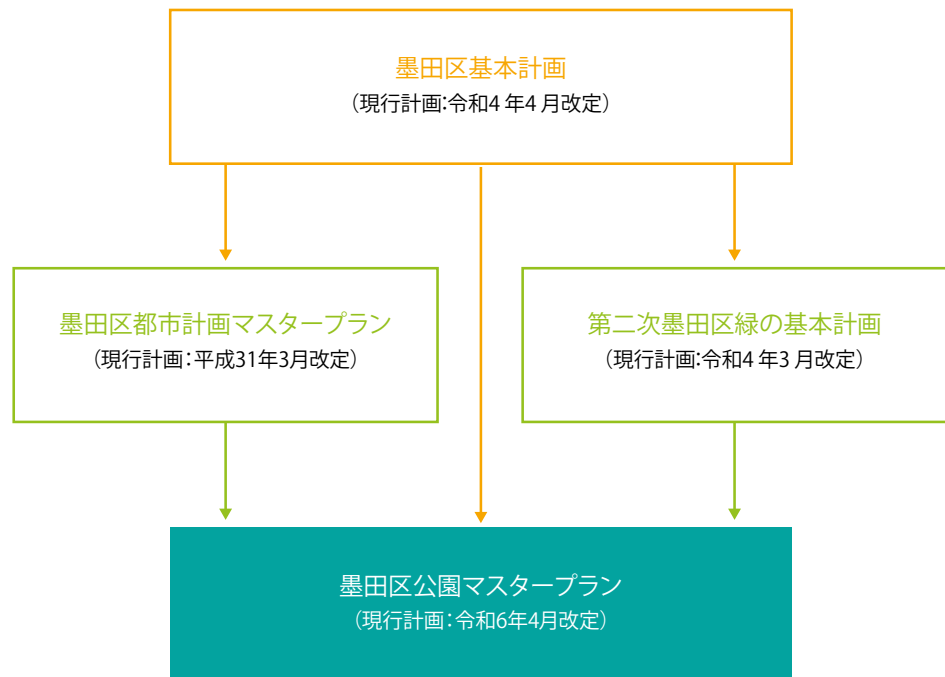 墨田区基本計画
（現行計画:令和4 年4 月改定）
墨田区都市計画マスタープラン
（現行計画：平成31年3月改定）
第二次墨田区緑の基本計画
（現行計画:令和4 年3 月改定）
墨田区公園マスタープラン
（現行計画：令和6年4月改定）